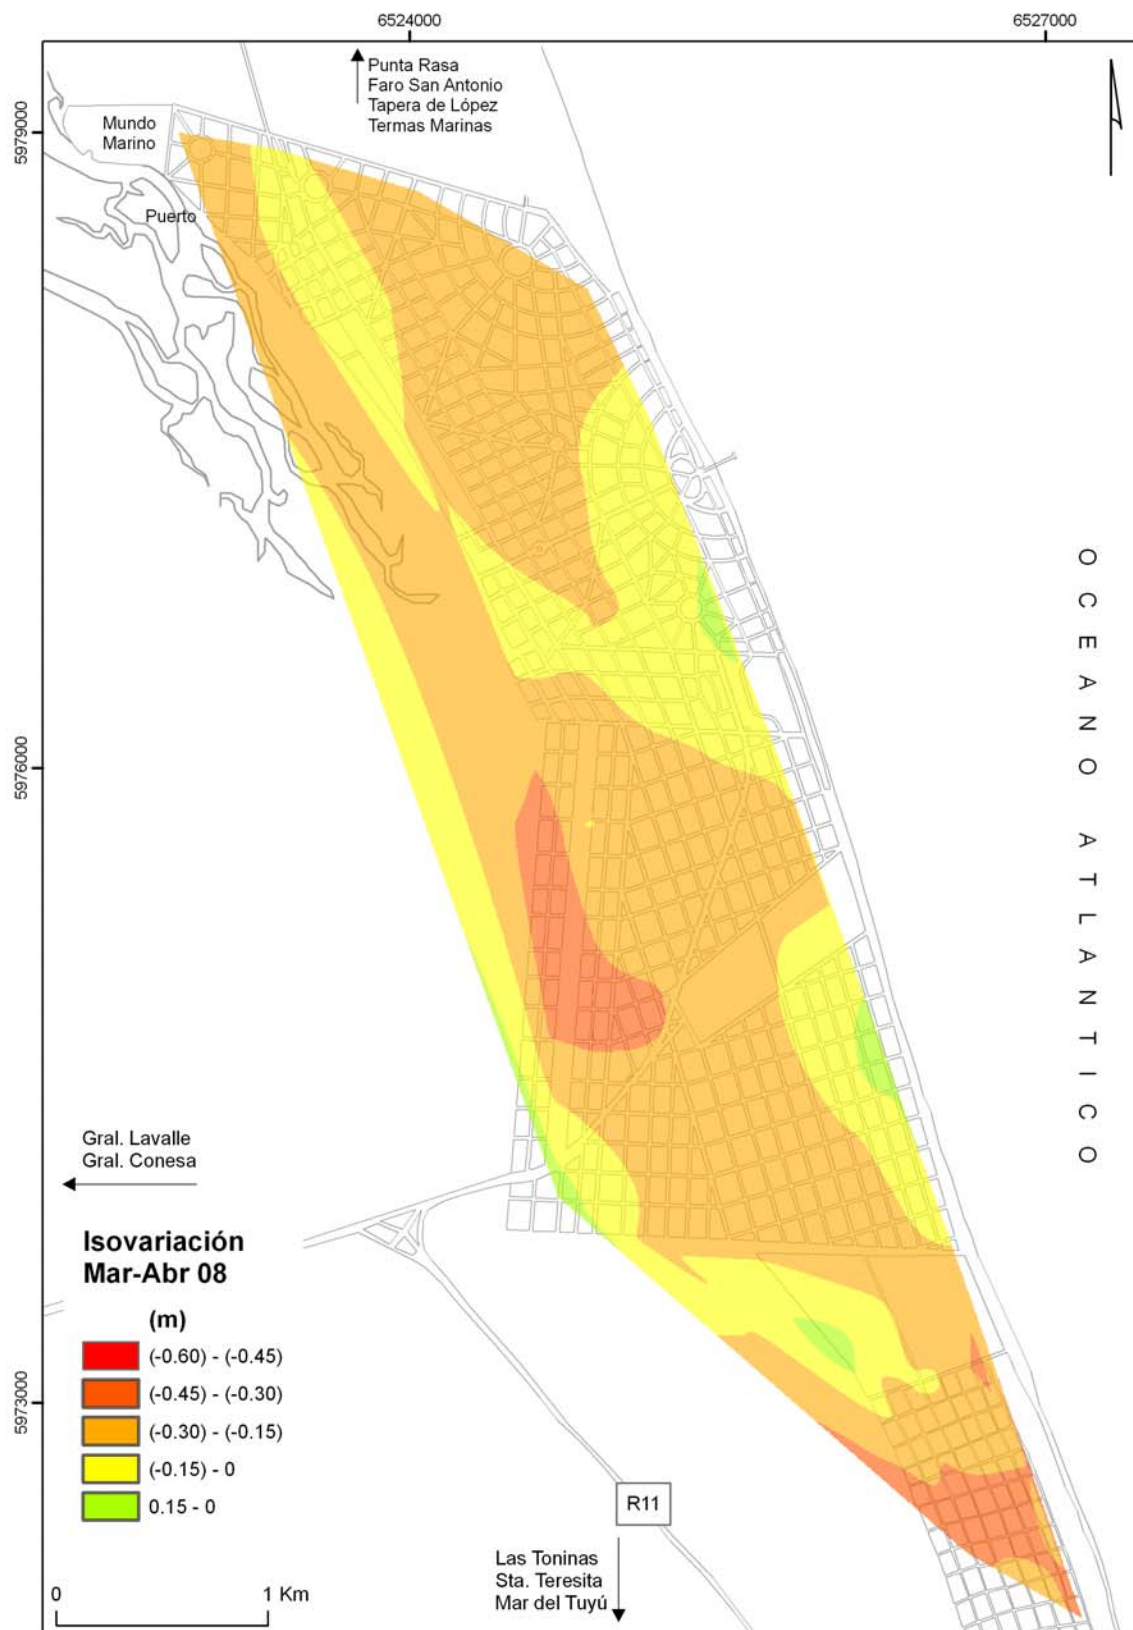 6524000
6527000
Punta Rasa
Faro San Antonio
Tapera de López
Termas Marinas
5979000
Mundo
Marino
Puerto
OCEANO ATLANTICO
5976000
Gral. Lavalle
Gral. Conesa
Isovariación
Mar-Abr 08
(m)
(-0.60) - (-0.45)
(-0.45) - (-0.30)
(-0.30) - (-0.15)
(-0.15) - 0
0.15 - 0
5973000
R11
Las Toninas
Sta. Teresita
Mar del Tuyú
0 1 Km